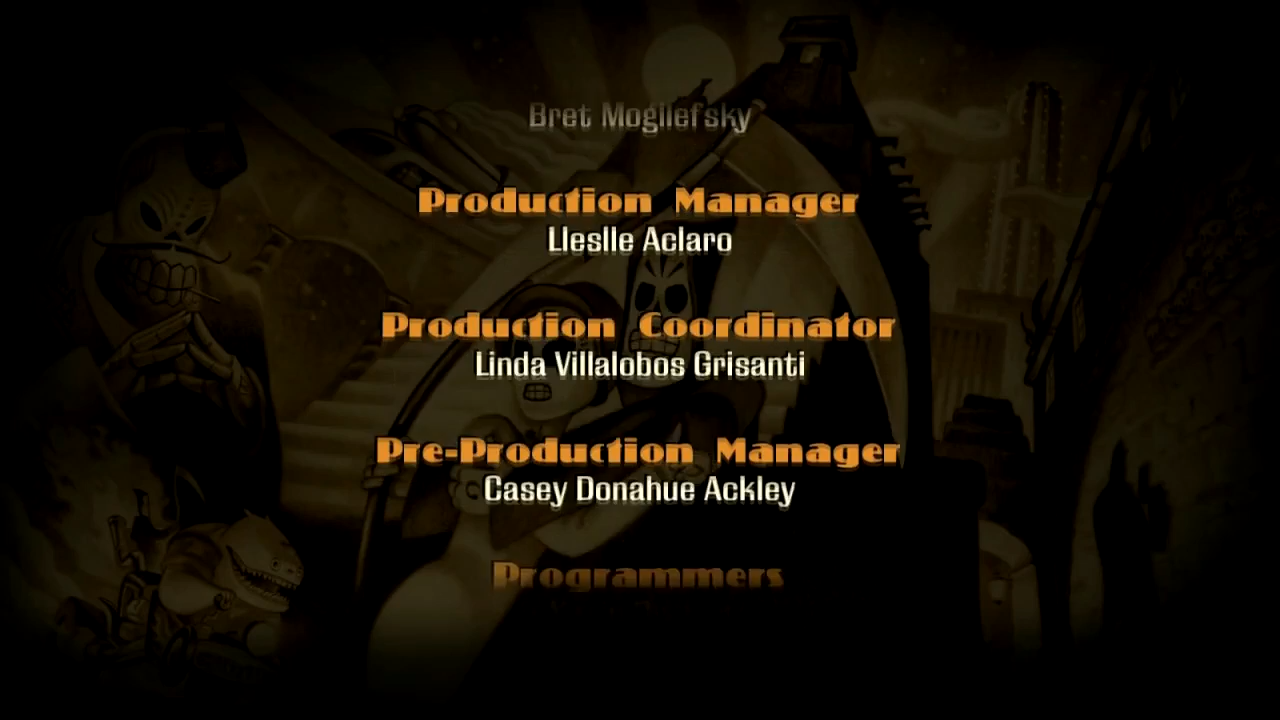 Bret Mogilefsky
Production Manager
Lleslle Aclaro
Production Coordinator
Linda Villalobos Grisanti
Pre-Production Manager
Casey Donahue Ackley
Programmers